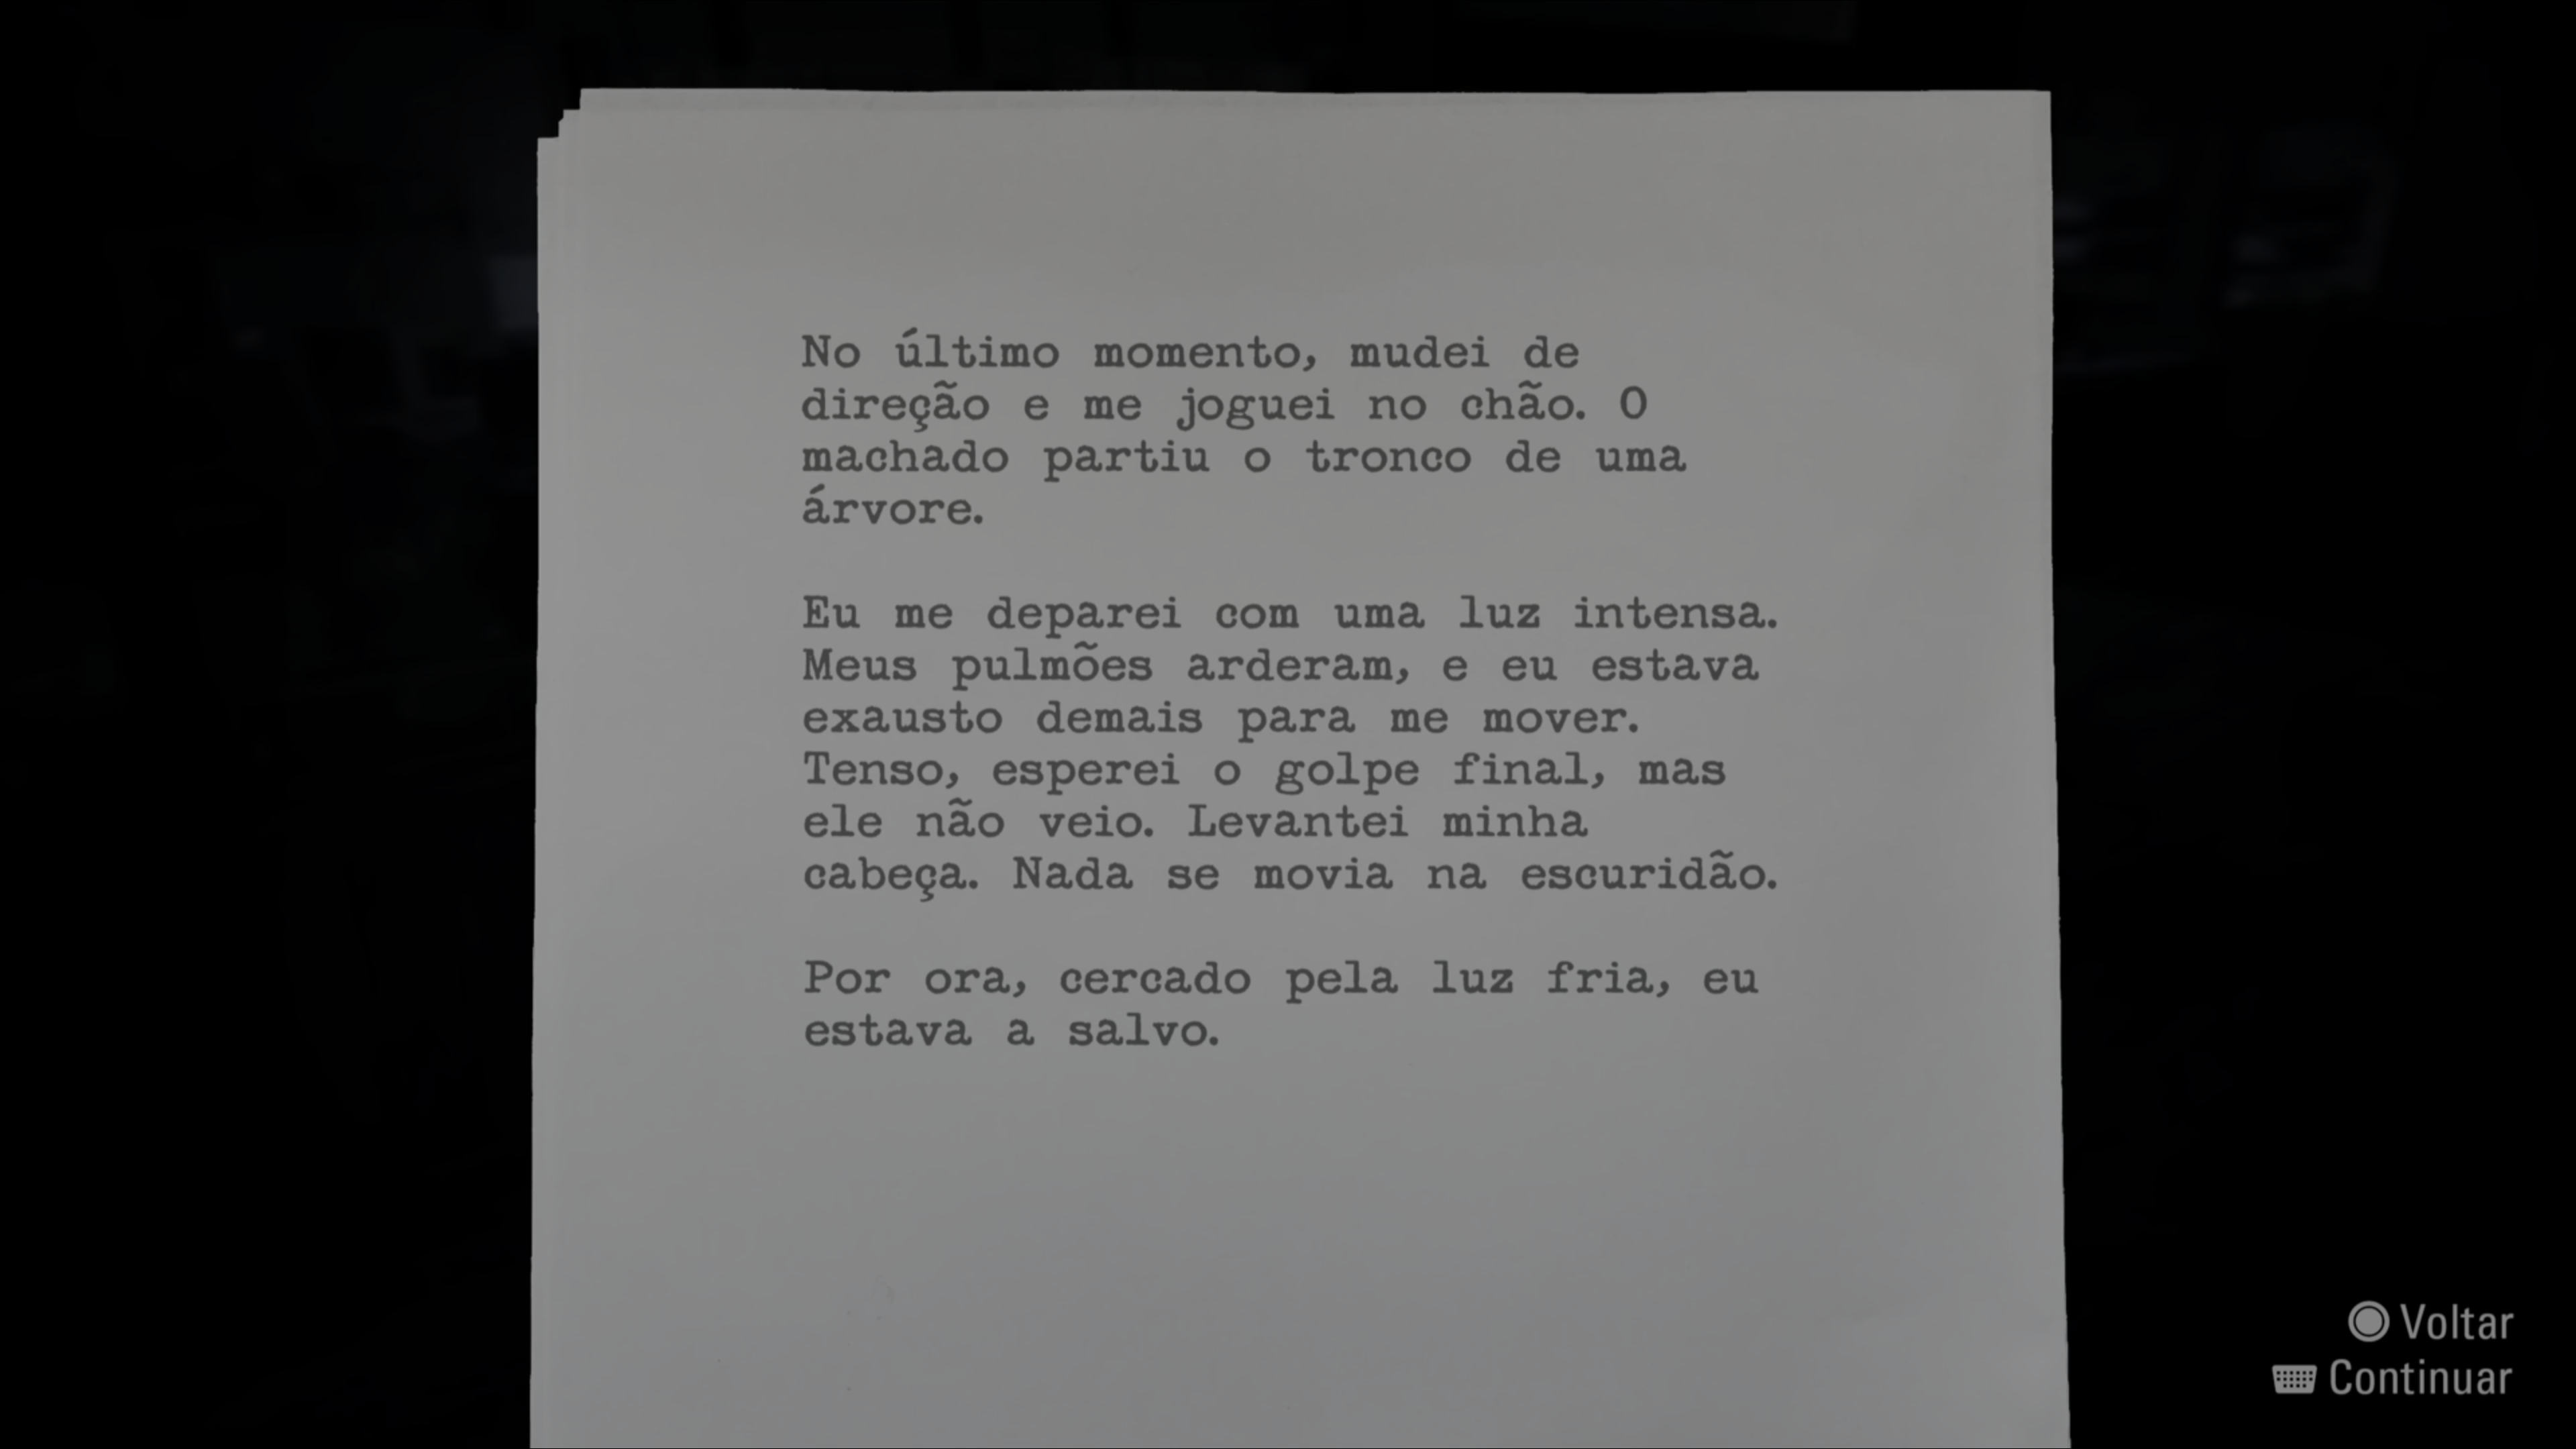 No último momento, mudei de
direção e me joguei no chão. O
machado partiu o tronco de uma
árvore.
Eu me deparei com uma luz intensa.
Meus pulmões arderam, e eu estava
exausto demais para me mover.
Tenso, esperei o golpe final, mas
ele não veio. Levantei minha
cabeça. Nada se movia na escuridão.
Por ora, cercado pela luz fria, eu
estava a salvo.
Voltar
Continuar